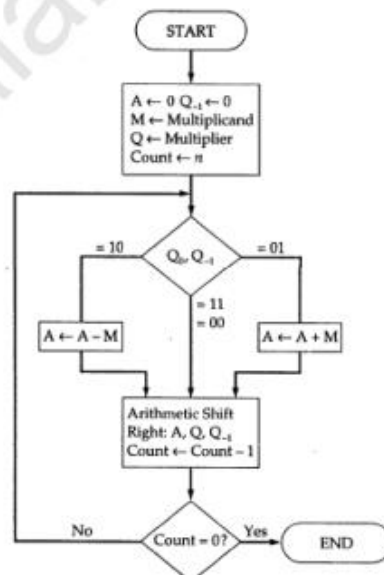 START
A ← 0 Q₋₁ ← 0
M ← Multiplicand
Q ← Multiplier
Count ← n
= 10
Q₀, Q₋₁
= 01
= 11
= 00
A ← A − M
A ← A + M
Arithmetic Shift
Right: A, Q, Q₋₁
Count ← Count − 1
No
Count = 0?
Yes
END